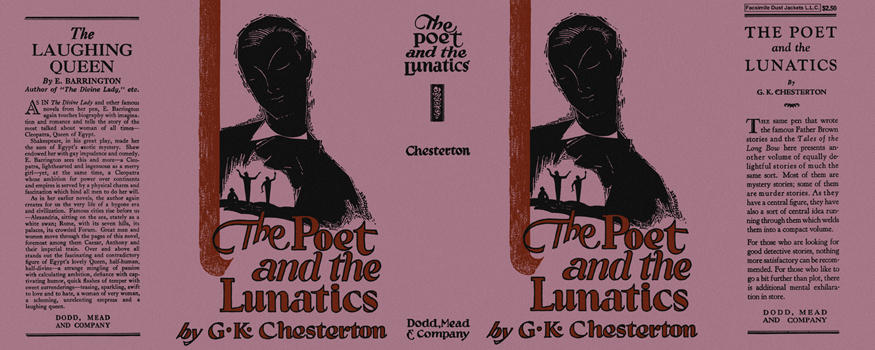 The
LAUGHING
QUEEN
By E. BARRINGTON
Author of "The Divine Lady," etc.
AS IN The Divine Lady and other famous
novels from her pen, E. Barrington
again touches biography with imagina-
tion and romance and tells the story of the
most talked about woman of all times—
Cleopatra, Queen of Egypt.
Shakespeare, in his great play, made her
the soul of Egypt's exotic mystery. Shaw
endowed her with gay impudence and comedy.
E. Barrington sees this and more—a Cleo-
patra, lighthearted and ingenuous as a merry
girl—yet, at the same time, a Cleopatra
whose ambition for power over continents
and empires is served by a physical charm and
fascination which bind all men to do her will.
As in her earlier novels, the author again
creates for us the very life of a bygone era
and civilization. Famous cities rise before us
—Alexandria, sitting on the sea, stately as a
white swan; Rome, with its seven hills, its
palaces, its crowded Forum. Great men and
women move through the pages of this novel,
foremost among them Caesar, Anthony and
their imperial train. Over and above all
stands out the fascinating and contradictory
figure of Egypt's lovely Queen, half-human,
half-divine—a strange mingling of passion
with calculating ambition, defiance with cap-
tivating humor, quick flashes of temper with
sweet surrenderings—teasing, sparkling, swift
to love and to hate, a woman of very woman,
a scheming, unrelenting empress and a
laughing queen.
DODD, MEAD
AND COMPANY
The Poet
and the
Lunatics
by G·K· Chesterton
The
Poet
and the
Lunatics
Chesterton
Dodd, Mead
& Company
The Poet
and the
Lunatics
by G·K· Chesterton
Facsimile Dust Jackets L.L.C. $2.50
THE POET
and the
LUNATICS
By
G. K. CHESTERTON
THE same pen that wrote
the famous Father Brown
stories and the Tales of the
Long Bow here presents an-
other volume of equally de-
lightful stories of much the
same sort. Most of them are
mystery stories; some of them
are murder stories. As they
have a central figure, they have
also a sort of central idea run-
ning through them which welds
them into a compact volume.
For those who are looking for
good detective stories, nothing
more satisfactory can be recom-
mended. For those who like to
go a bit further than plot, there
is additional mental exhilara-
tion in store.
DODD, MEAD
AND COMPANY